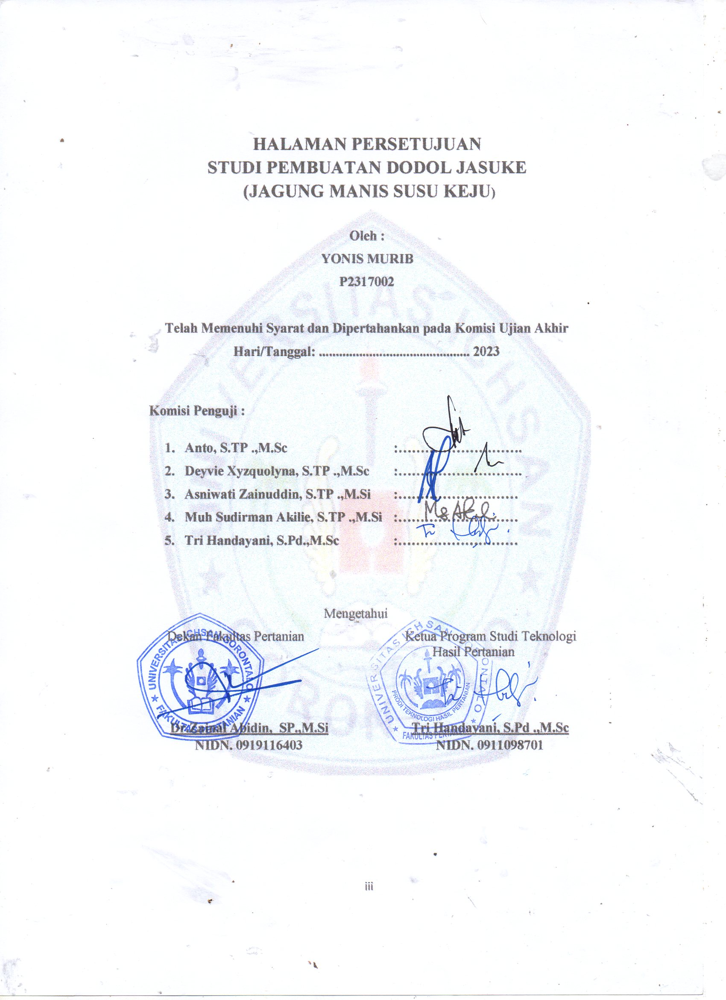 HALAMAN PERSETUJUAN
STUDI PEMBUATAN DODOL JASUKE
(JAGUNG MANIS SUSU KEJU)
Oleh :
YONIS MURIB
P2317002
Telah Memenuhi Syarat dan Dipertahankan pada Komisi Ujian Akhir
Hari/Tanggal: ............................................. 2023
Komisi Penguji :
1. Anto, S.TP .,M.Sc :..................................
2. Deyvie Xyzquolyna, S.TP .,M.Sc :..................................
3. Asniwati Zainuddin, S.TP .,M.Si :.................................
4. Muh Sudirman Akilie, S.TP .,M.Si :.................................
5. Tri Handayani, S.Pd.,M.Sc :.................................
Mengetahui
Dekan Fakultas Pertanian
Ketua Program Studi Teknologi
Hasil Pertanian
UNIVERSITAS ICHSAN GORONTALO
FAKULTAS PERTANIAN
UNIVERSITAS ICHSAN GORONTALO
PRODI TEKNOLOGI HASIL PERTANIAN
FAKULTAS PERTANIAN
Dr.Zainal Abidin, SP.,M.Si
NIDN. 0919116403
Tri Handayani, S.Pd .,M.Sc
NIDN. 0911098701
UNIVERSITAS ICHSAN
iii